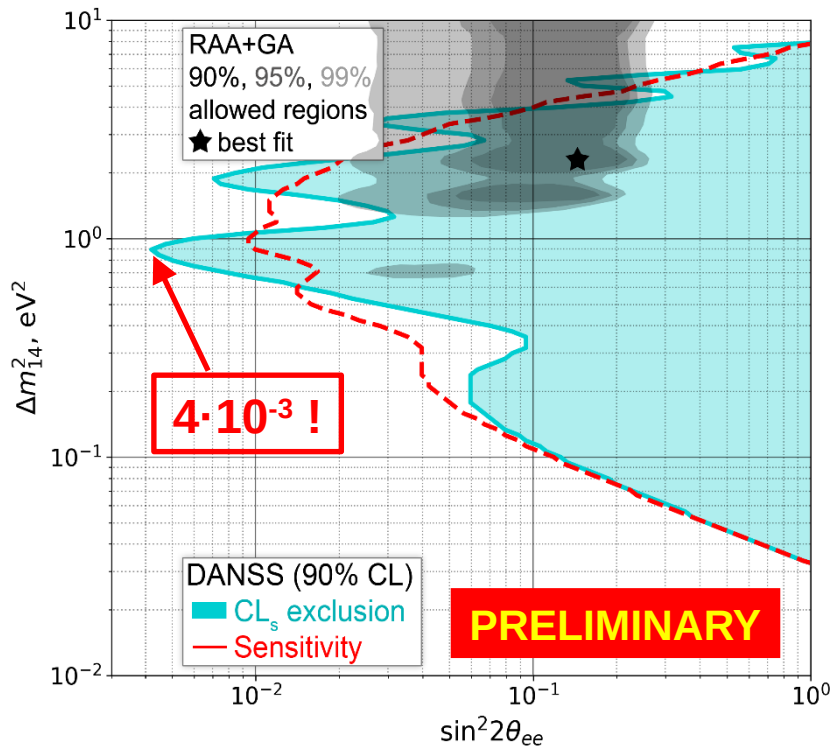 10¹
RAA+GA
90%, 95%, 99%
allowed regions
★ best fit
10⁰
Δm²₁₄, eV²
4·10⁻³ !
10⁻¹
DANSS (90% CL)
CLₛ exclusion
Sensitivity
PRELIMINARY
10⁻²
10⁻² 10⁻¹ 10⁰
sin²2θₑₑ